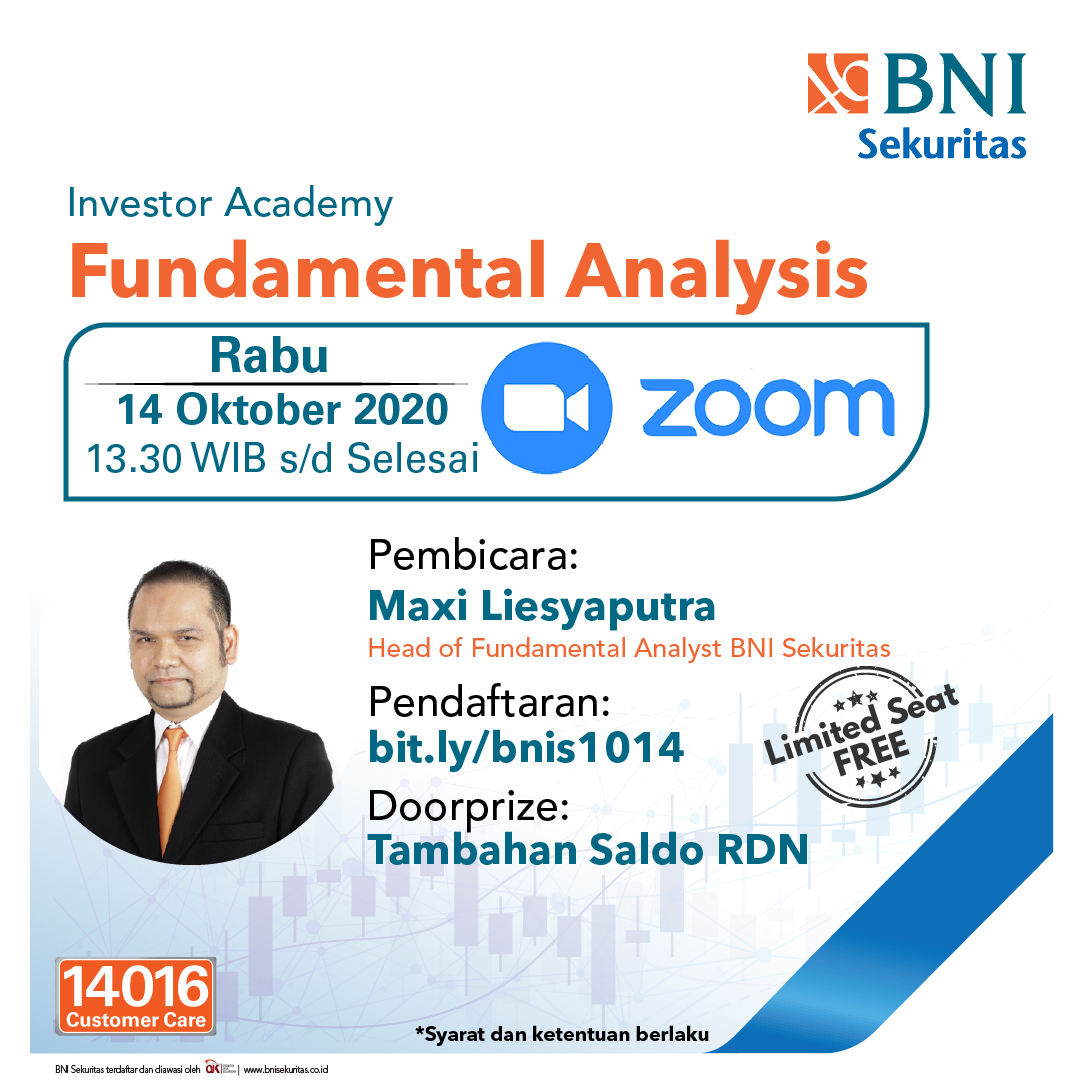 BNI
Sekuritas
Investor Academy
Fundamental Analysis
Rabu
14 Oktober 2020
13.30 WIB s/d Selesai
zoom
Pembicara:
Maxi Liesyaputra
Head of Fundamental Analyst BNI Sekuritas
Pendaftaran:
bit.ly/bnis1014
Limited Seat
FREE
Doorprize:
Tambahan Saldo RDN
14016
Customer Care
*Syarat dan ketentuan berlaku
BNI Sekuritas terdaftar dan diawasi oleh OJK | www.bnisekuritas.co.id